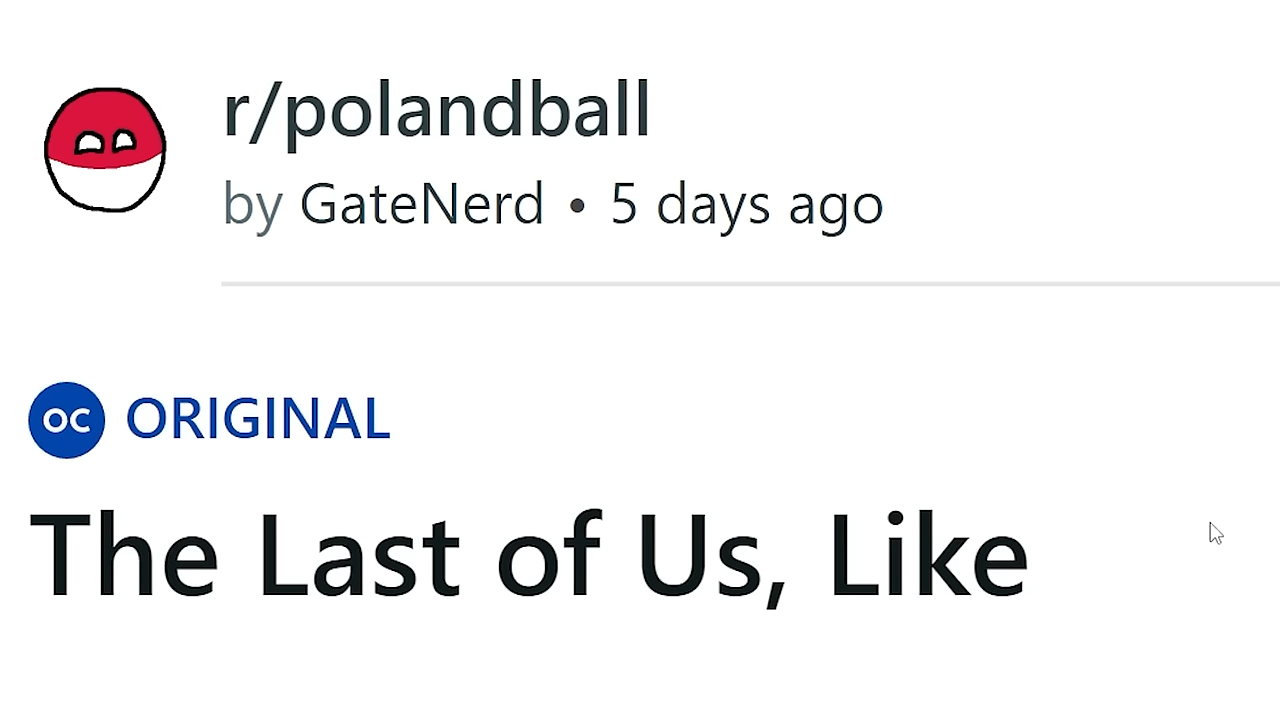 r/polandball
by GateNerd • 5 days ago
OC ORIGINAL
The Last of Us, Like